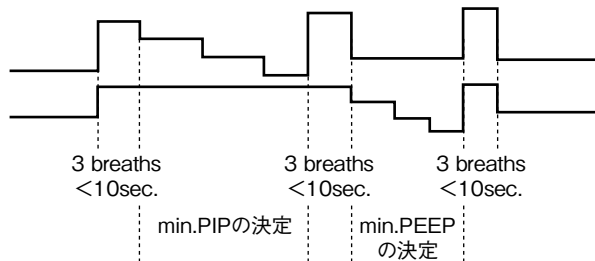 3 breaths
<10sec.
3 breaths
<10sec.
3 breaths
<10sec.
min.PIPの決定
min.PEEP
の決定